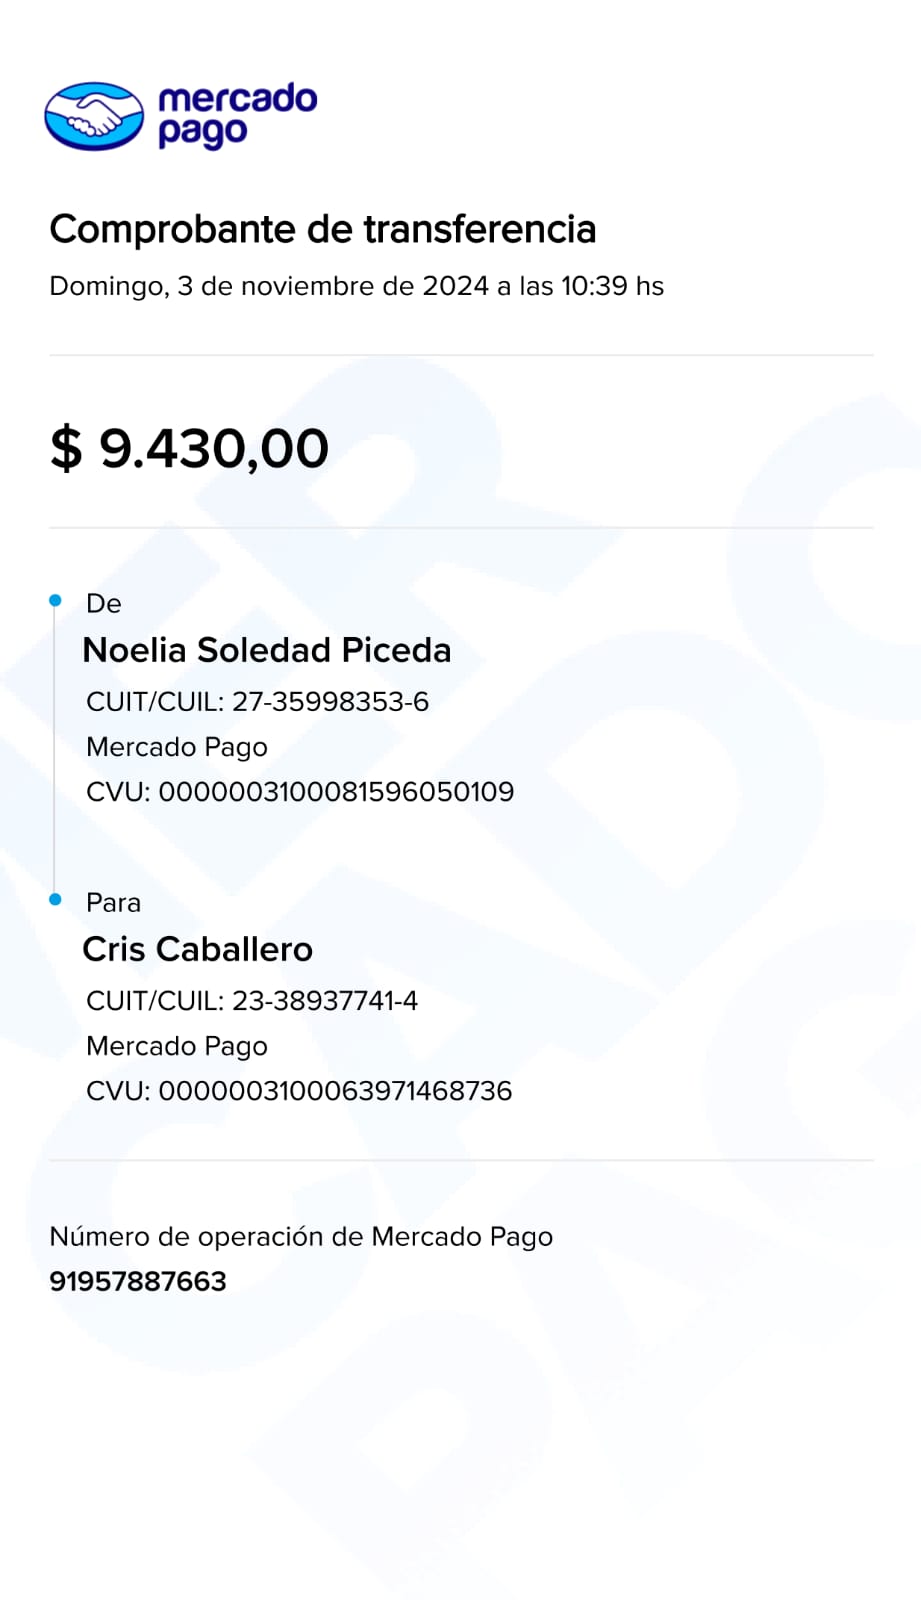 mercado
pago
Comprobante de transferencia
Domingo, 3 de noviembre de 2024 a las 10:39 hs
$ 9.430,00
De
Noelia Soledad Piceda
CUIT/CUIL: 27-35998353-6
Mercado Pago
CVU: 0000003100081596050109
Para
Cris Caballero
CUIT/CUIL: 23-38937741-4
Mercado Pago
CVU: 0000003100063971468736
Número de operación de Mercado Pago
91957887663